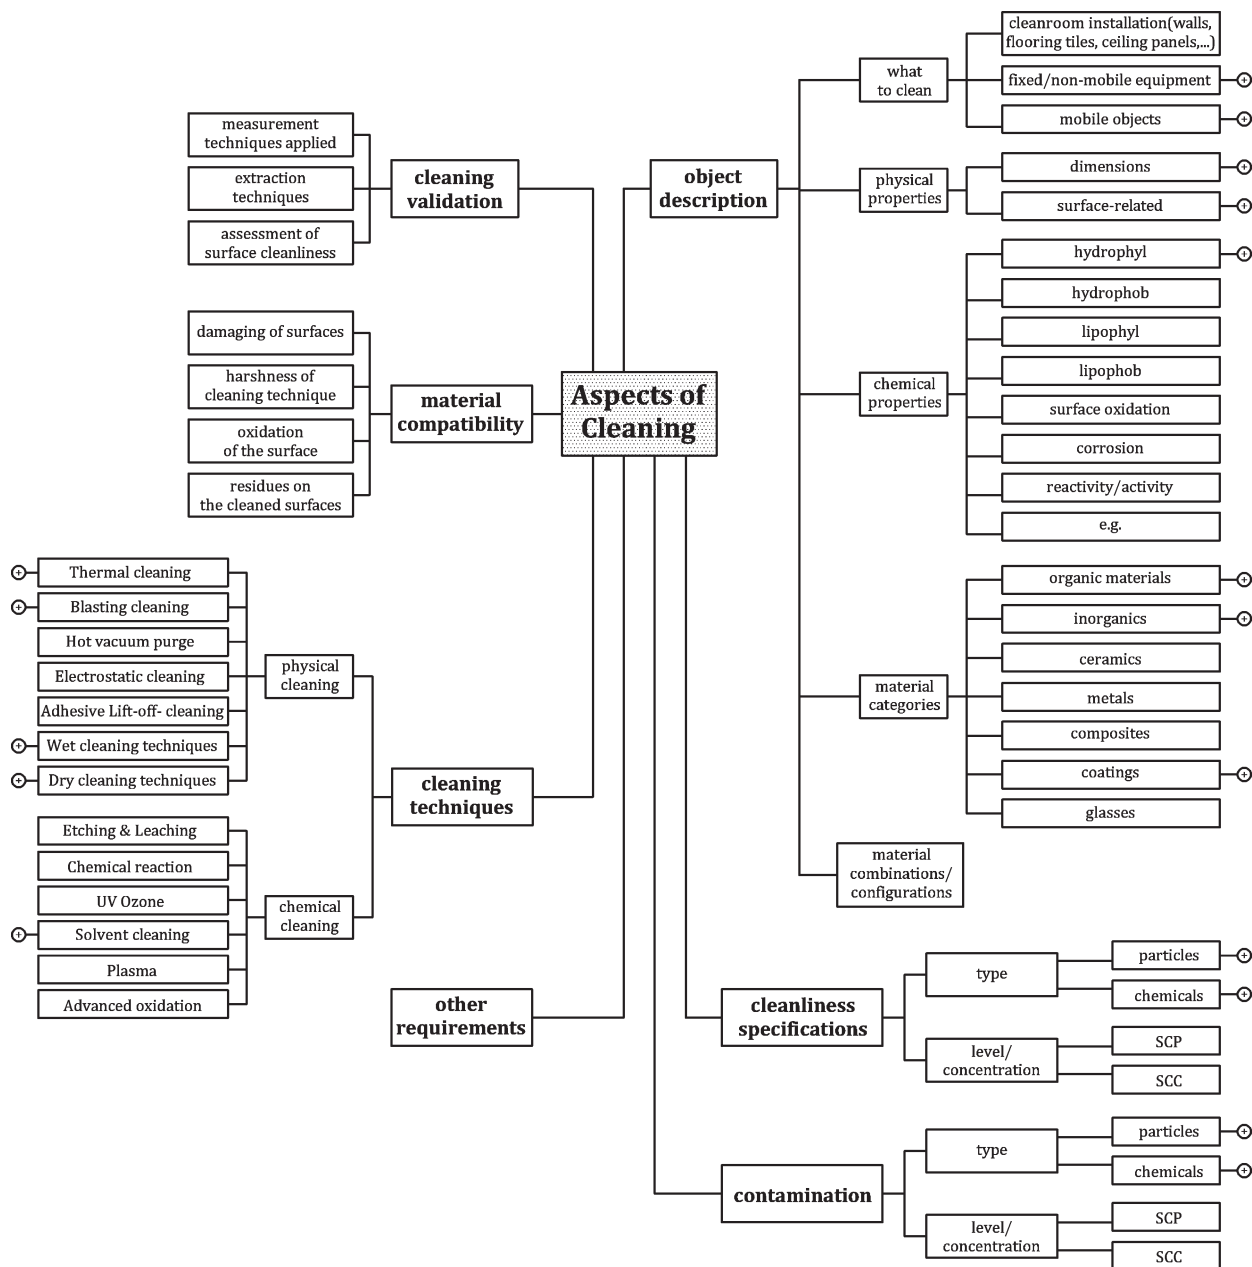 Aspects of
Cleaning
cleaning
validation
measurement
techniques applied
extraction
techniques
assessment of
surface cleanliness
material
compatibility
damaging of surfaces
harshness of
cleaning technique
oxidation
of the surface
residues on
the cleaned surfaces
cleaning
techniques
physical
cleaning
Thermal cleaning
Blasting cleaning
Hot vacuum purge
Electrostatic cleaning
Adhesive Lift-off- cleaning
Wet cleaning techniques
Dry cleaning techniques
chemical
cleaning
Etching & Leaching
Chemical reaction
UV Ozone
Solvent cleaning
Plasma
Advanced oxidation
other
requirements
object
description
what
to clean
cleanroom installation(walls,
flooring tiles, ceiling panels,...)
fixed/non-mobile equipment
mobile objects
physical
properties
dimensions
surface-related
chemical
properties
hydrophyl
hydrophob
lipophyl
lipophob
surface oxidation
corrosion
reactivity/activity
e.g.
material
categories
organic materials
inorganics
ceramics
metals
composites
coatings
glasses
material
combinations/
configurations
cleanliness
specifications
type
particles
chemicals
level/
concentration
SCP
SCC
contamination
type
particles
chemicals
level/
concentration
SCP
SCC